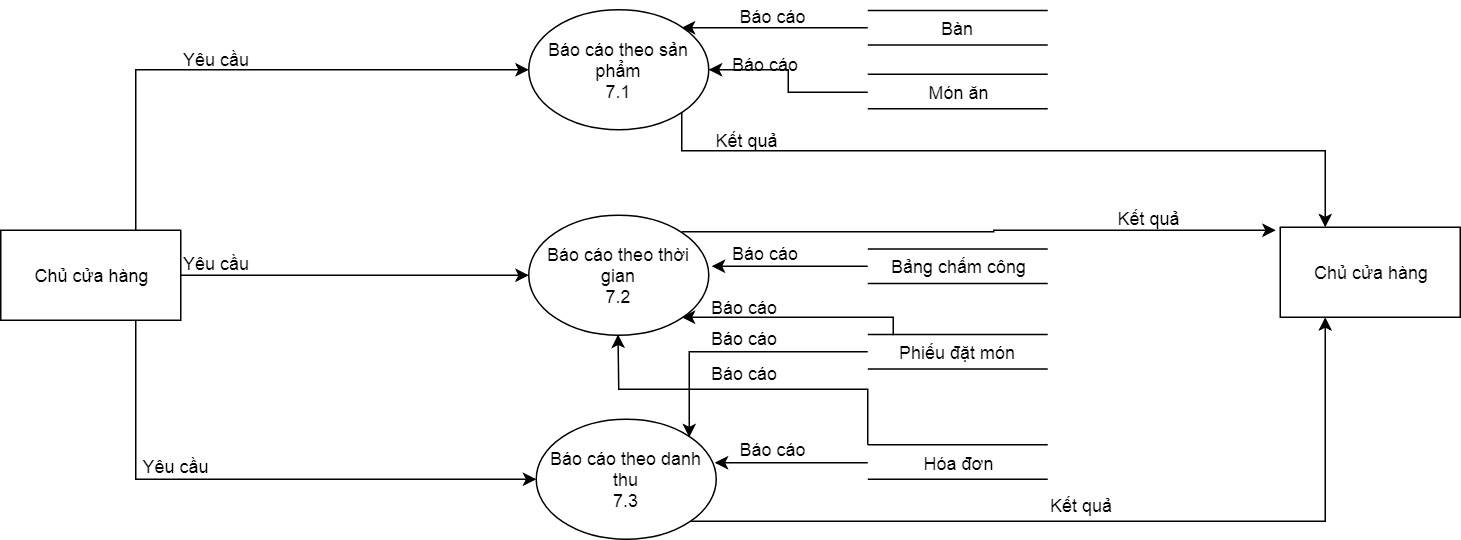 Báo cáo
Bàn
Yêu cầu
Báo cáo theo sản
phẩm
7.1
Báo cáo
Món ăn
Kết quả
Kết quả
Chủ cửa hàng
Yêu cầu
Báo cáo theo thời
gian
7.2
Báo cáo
Bảng chấm công
Chủ cửa hàng
Báo cáo
Báo cáo
Phiếu đặt món
Báo cáo
Yêu cầu
Báo cáo theo danh
thu
7.3
Báo cáo
Hóa đơn
Kết quả